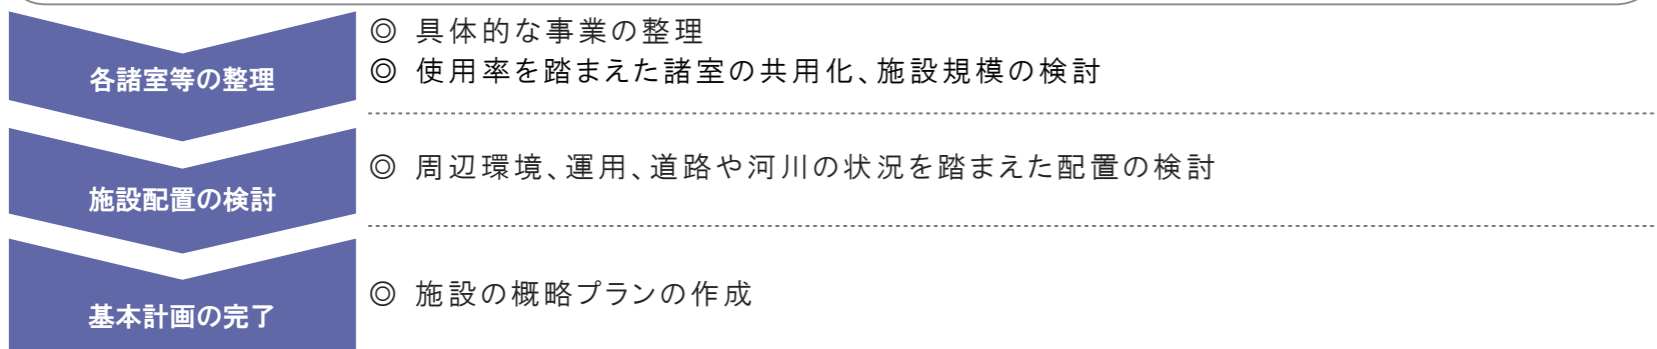 各諸室等の整理
◎ 具体的な事業の整理
◎ 使用率を踏まえた諸室の共用化、施設規模の検討
施設配置の検討
◎ 周辺環境、運用、道路や河川の状況を踏まえた配置の検討
基本計画の完了
◎ 施設の概略プランの作成